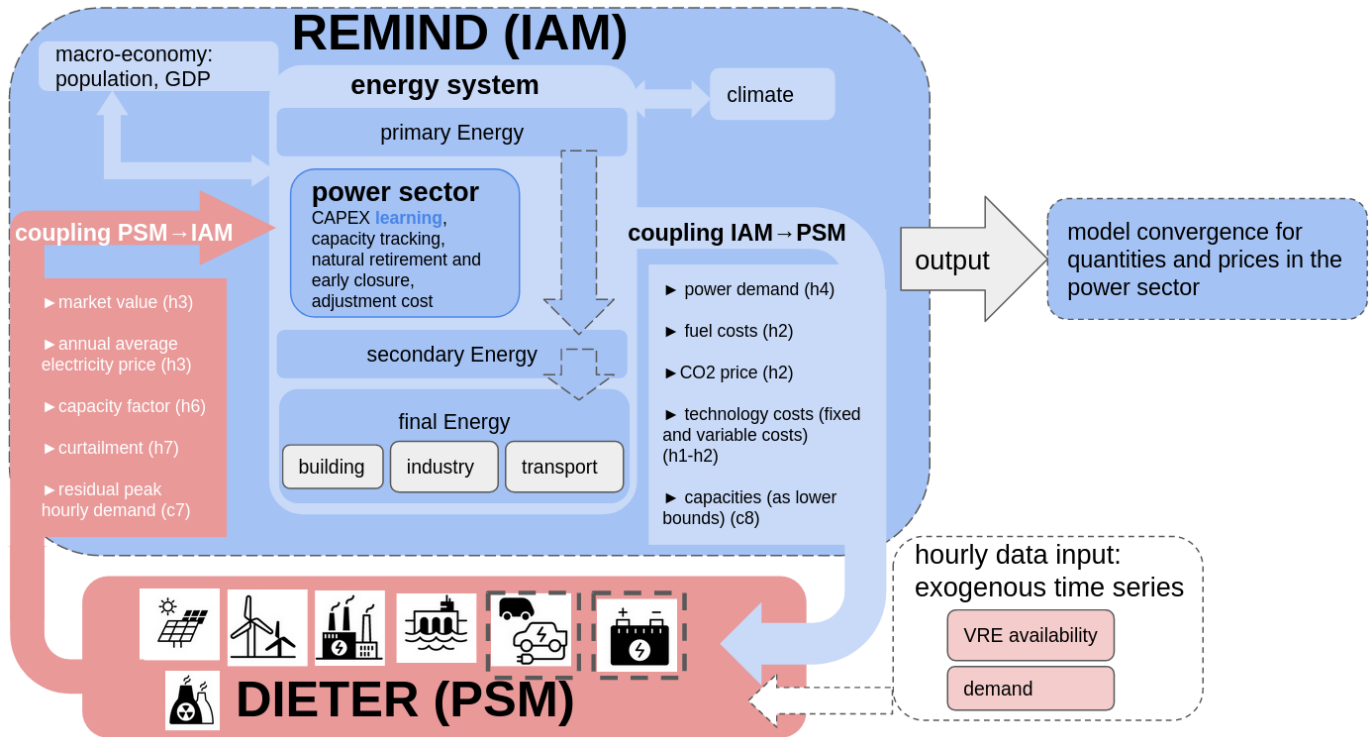 REMIND (IAM)
macro-economy:
population, GDP
energy system
climate
primary Energy
power sector
CAPEX learning,
capacity tracking,
natural retirement and
early closure,
adjustment cost
secondary Energy
final Energy
building
industry
transport
coupling PSM→IAM
►market value (h3)
►annual average
electricity price (h3)
►capacity factor (h6)
►curtailment (h7)
►residual peak
hourly demand (c7)
coupling IAM→PSM
► power demand (h4)
► fuel costs (h2)
►CO2 price (h2)
► technology costs (fixed
and variable costs)
(h1-h2)
► capacities (as lower
bounds) (c8)
output
model convergence for
quantities and prices in the
power sector
hourly data input:
exogenous time series
VRE availability
demand
+ −
DIETER (PSM)